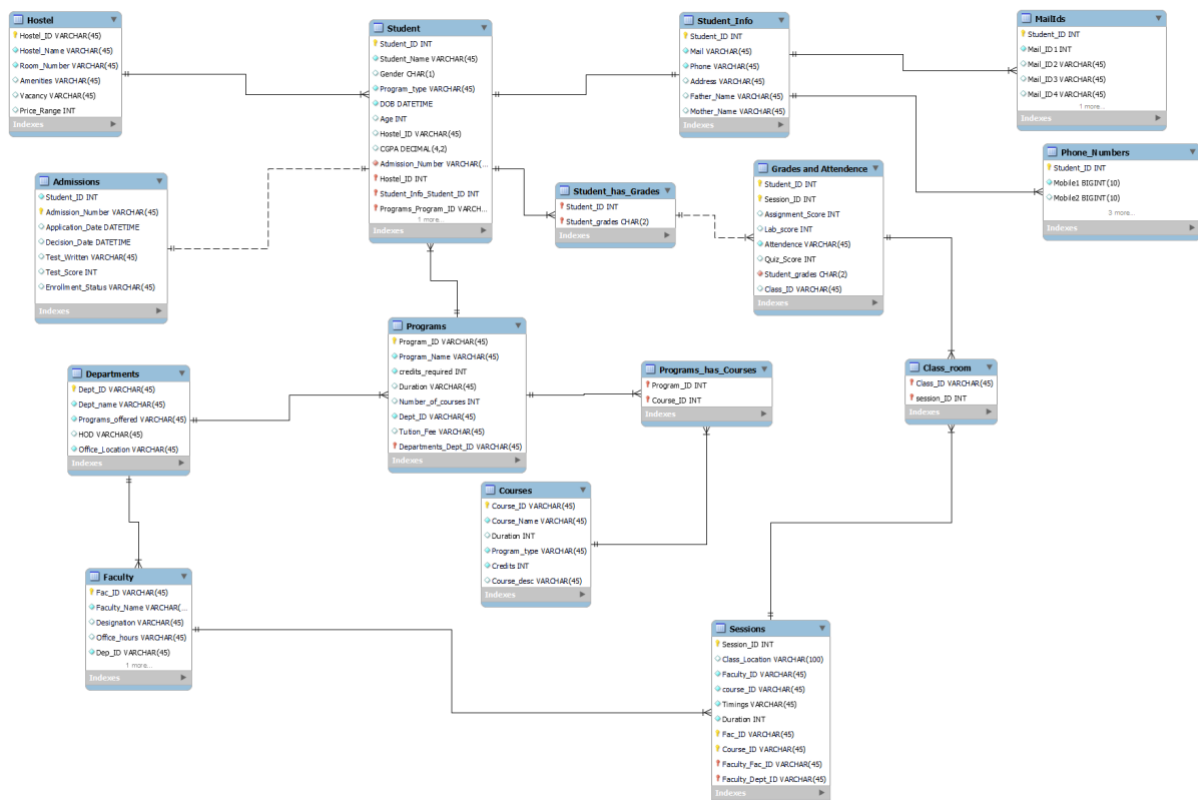 Hostel
Hostel_ID VARCHAR(45)
Hostel_Name VARCHAR(45)
Room_Number VARCHAR(45)
Amenities VARCHAR(45)
Vacancy VARCHAR(45)
Price_Range INT
Indexes
Student
Student_ID INT
Student_Name VARCHAR(45)
Gender CHAR(1)
Program_type VARCHAR(45)
DOB DATETIME
Age INT
Hostel_ID VARCHAR(45)
CGPA DECIMAL(4,2)
Admission_Number VARCHAR(...
Hostel_ID INT
Student_Info_Student_ID INT
Programs_Program_ID VARCH...
1 more...
Indexes
Student_Info
Student_ID INT
Mail VARCHAR(45)
Phone VARCHAR(45)
Address VARCHAR(45)
Father_Name VARCHAR(45)
Mother_Name VARCHAR(45)
Indexes
MailIds
Student_ID INT
Mail_ID1 INT
Mail_ID2 VARCHAR(45)
Mail_ID3 VARCHAR(45)
Mail_ID4 VARCHAR(45)
1 more...
Indexes
Phone_Numbers
Student_ID INT
Mobile1 BIGINT(10)
Mobile2 BIGINT(10)
3 more...
Indexes
Admissions
Student_ID INT
Admission_Number VARCHAR(45)
Application_Date DATETIME
Decision_Date DATETIME
Test_Written VARCHAR(45)
Test_Score INT
Enrollment_Status VARCHAR(45)
Indexes
Student_has_Grades
Student_ID INT
Student_grades CHAR(2)
Indexes
Grades and Attendence
Student_ID INT
Session_ID INT
Assignment_Score INT
Lab_score INT
Attendence VARCHAR(45)
Quiz_Score INT
Student_grades CHAR(2)
Class_ID VARCHAR(45)
Indexes
Programs
Program_ID VARCHAR(45)
Program_Name VARCHAR(45)
credits_required INT
Duration VARCHAR(45)
Number_of_courses INT
Dept_ID VARCHAR(45)
Tution_Fee VARCHAR(45)
Departments_Dept_ID VARCHAR(45)
Indexes
Departments
Dept_ID VARCHAR(45)
Dept_name VARCHAR(45)
Programs_offered VARCHAR(45)
HOD VARCHAR(45)
Office_Location VARCHAR(45)
Indexes
Programs_has_Courses
Program_ID INT
Course_ID INT
Indexes
Class_room
Class_ID VARCHAR(45)
session_ID INT
Indexes
Courses
Course_ID VARCHAR(45)
Course_Name VARCHAR(45)
Duration INT
Program_type VARCHAR(45)
Credits INT
Course_desc VARCHAR(45)
Indexes
Faculty
Fac_ID VARCHAR(45)
Faculty_Name VARCHAR(...
Designation VARCHAR(45)
Office_hours VARCHAR(45)
Dep_ID VARCHAR(45)
1 more...
Indexes
Sessions
Session_ID INT
Class_Location VARCHAR(100)
Faculty_ID VARCHAR(45)
course_ID VARCHAR(45)
Timings VARCHAR(45)
Duration INT
Fac_ID VARCHAR(45)
Course_ID VARCHAR(45)
Faculty_Fac_ID VARCHAR(45)
Faculty_Dept_ID VARCHAR(45)
Indexes